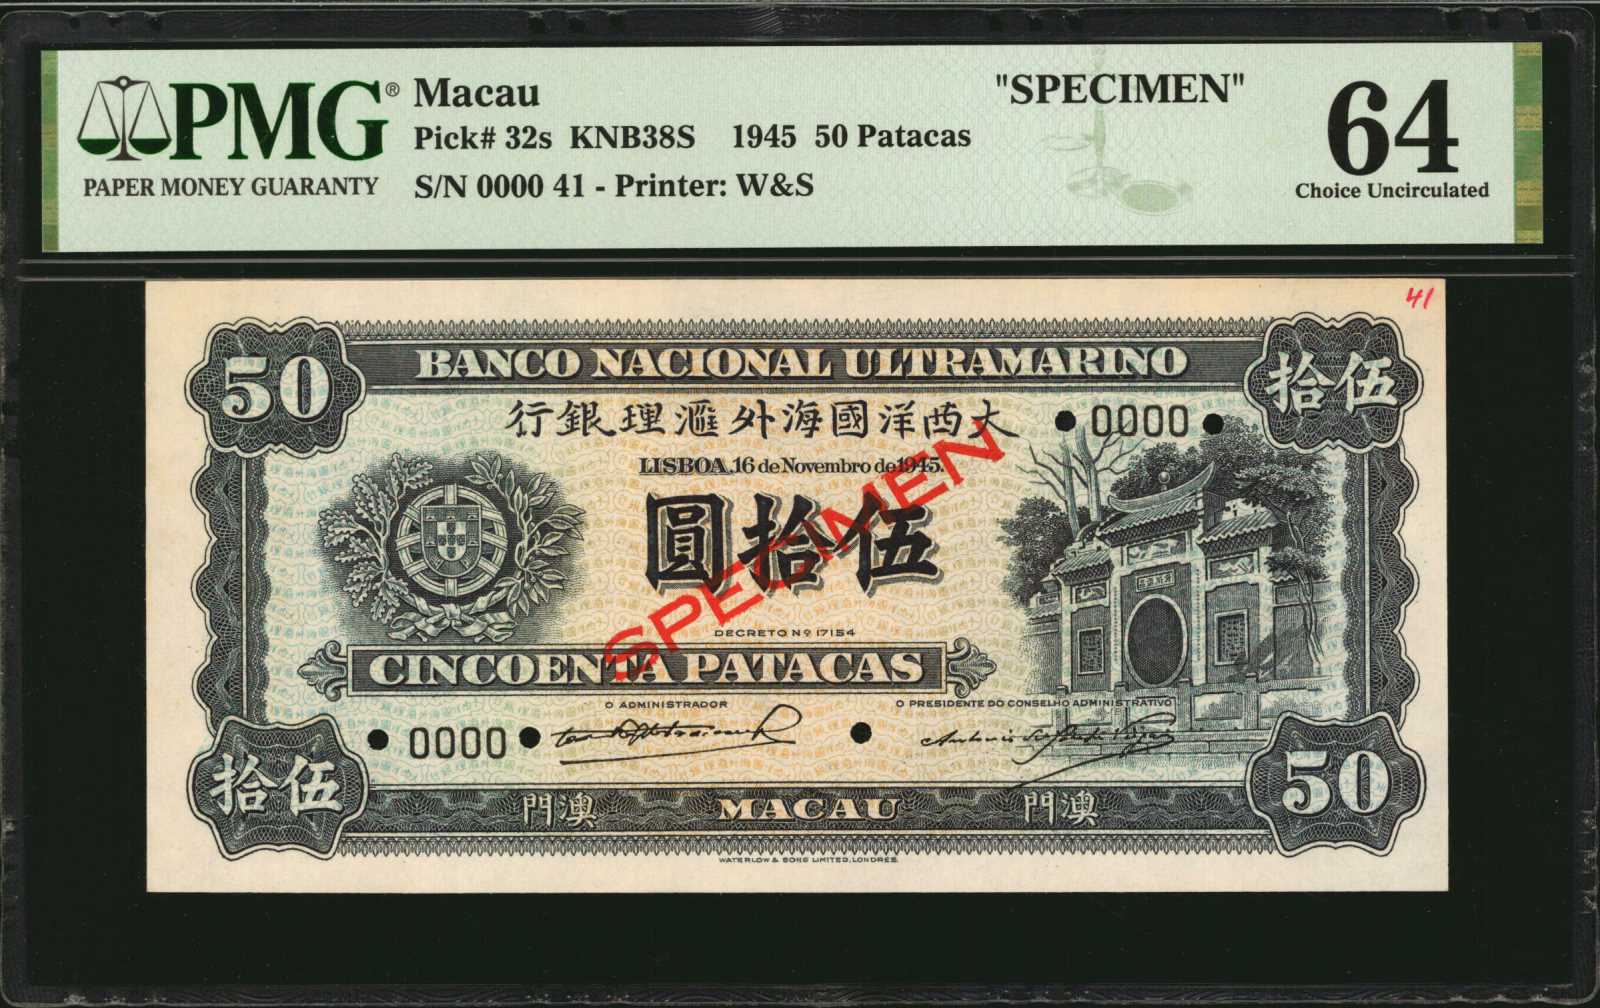 PMG®
PAPER MONEY GUARANTY
Macau
Pick# 32s KNB38S 1945 50 Patacas
S/N 0000 41 - Printer: W&S
"SPECIMEN"
64
Choice Uncirculated
41
50
BANCO NACIONAL ULTRAMARINO
伍拾
大西洋國海外滙理銀行
0000
LISBOA, 16 de Novembro de 1945.
伍拾圓
SPECIMEN
DECRETO Nº 17154
CINCOENTA PATACAS
O ADMINISTRADOR
O PRESIDENTE DO CONSELHO ADMINISTRATIVO
0000
伍拾
澳門
MACAU
澳門
50
WATERLOW & SONS LIMITED, LONDRES.